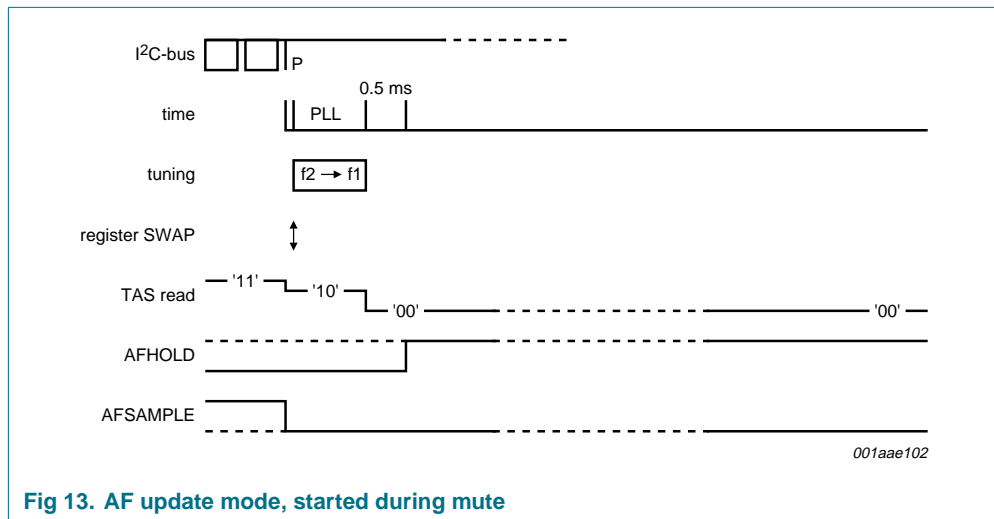 I²C-bus
P
0.5 ms
time
PLL
tuning
f2 → f1
register SWAP
TAS read
'11'
'10'
'00'
'00'
AFHOLD
AFSAMPLE
001aae102
Fig 13. AF update mode, started during mute